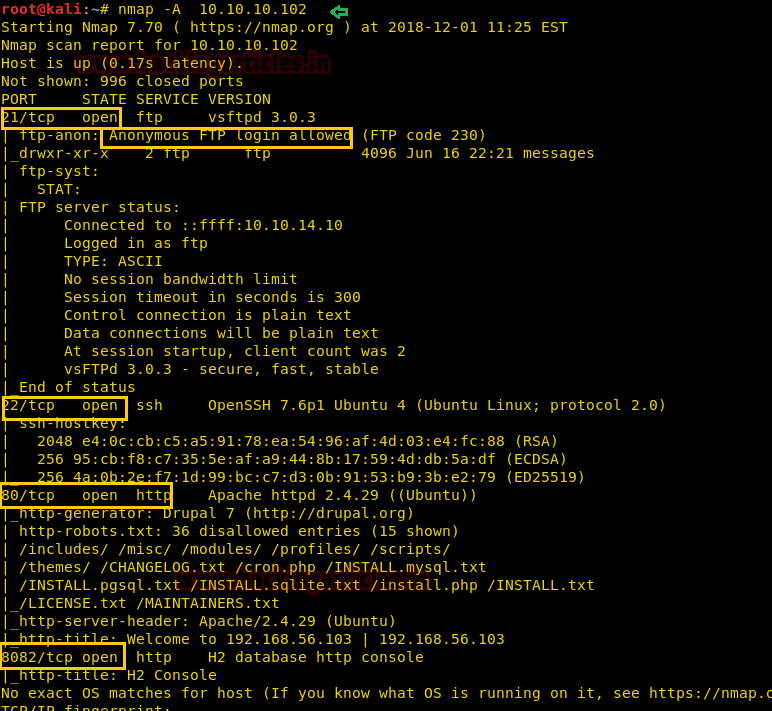 root@kali:~# nmap -A  10.10.10.102
Starting Nmap 7.70 ( https://nmap.org ) at 2018-12-01 11:25 EST
Nmap scan report for 10.10.10.102
Host is up (0.17s latency).
Not shown: 996 closed ports
PORT     STATE SERVICE VERSION
21/tcp   open  ftp     vsftpd 3.0.3
| ftp-anon: Anonymous FTP login allowed (FTP code 230)
|_drwxr-xr-x    2 ftp      ftp          4096 Jun 16 22:21 messages
| ftp-syst:
|   STAT:
| FTP server status:
|      Connected to ::ffff:10.10.14.10
|      Logged in as ftp
|      TYPE: ASCII
|      No session bandwidth limit
|      Session timeout in seconds is 300
|      Control connection is plain text
|      Data connections will be plain text
|      At session startup, client count was 2
|      vsFTPd 3.0.3 - secure, fast, stable
|_End of status
22/tcp   open  ssh     OpenSSH 7.6p1 Ubuntu 4 (Ubuntu Linux; protocol 2.0)
| ssh-hostkey:
|   2048 e4:0c:cb:c5:a5:91:78:ea:54:96:af:4d:03:e4:fc:88 (RSA)
|   256 95:cb:f8:c7:35:5e:af:a9:44:8b:17:59:4d:db:5a:df (ECDSA)
|_  256 4a:0b:2e:f7:1d:99:bc:c7:d3:0b:91:53:b9:3b:e2:79 (ED25519)
80/tcp   open  http    Apache httpd 2.4.29 ((Ubuntu))
|_http-generator: Drupal 7 (http://drupal.org)
| http-robots.txt: 36 disallowed entries (15 shown)
| /includes/ /misc/ /modules/ /profiles/ /scripts/
| /themes/ /CHANGELOG.txt /cron.php /INSTALL.mysql.txt
| /INSTALL.pgsql.txt /INSTALL.sqlite.txt /install.php /INSTALL.txt
|_/LICENSE.txt /MAINTAINERS.txt
|_http-server-header: Apache/2.4.29 (Ubuntu)
|_http-title: Welcome to 192.168.56.103 | 192.168.56.103
8082/tcp open  http    H2 database http console
|_http-title: H2 Console
No exact OS matches for host (If you know what OS is running on it, see https://nmap.o
TCP/IP fingerprint: